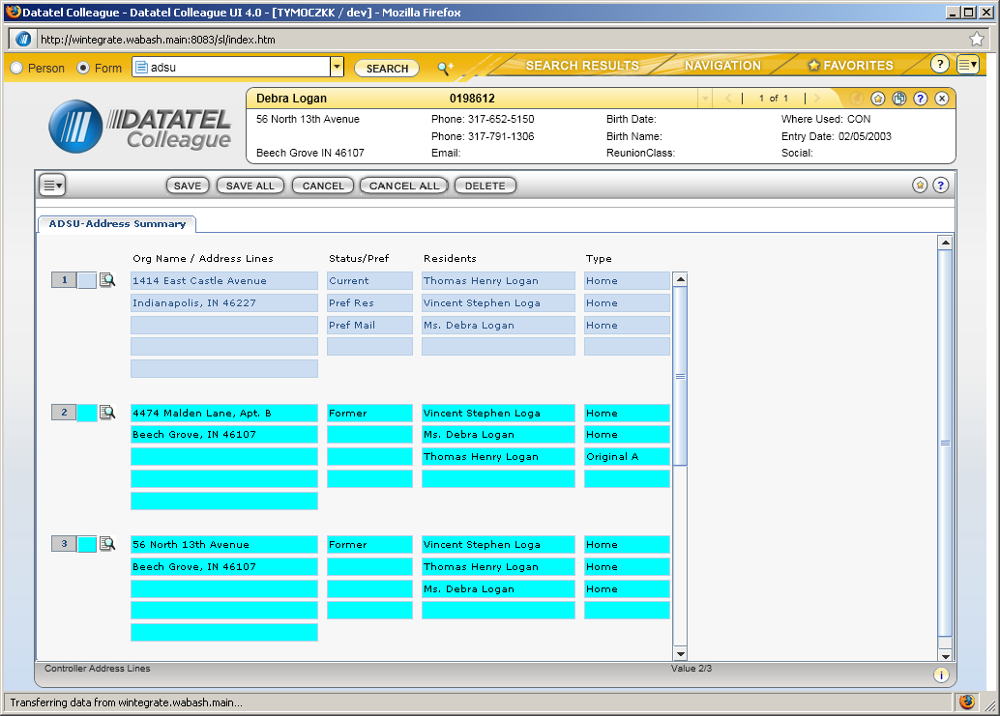 Datatel Colleague - Datatel Colleague UI 4.0 - [TYMOCZKK / dev] - Mozilla Firefox
http://wintegrate.wabash.main:8083/sl/index.htm
Person Form adsu SEARCH SEARCH RESULTS NAVIGATION FAVORITES ?
DATATEL Colleague
Debra Logan 0198612 1 of 1 ?
56 North 13th Avenue Phone: 317-652-5150 Birth Date: Where Used: CON
Phone: 317-791-1306 Birth Name: Entry Date: 02/05/2003
Beech Grove IN 46107 Email: ReunionClass: Social:
SAVE SAVE ALL CANCEL CANCEL ALL DELETE ?
ADSU-Address Summary
Org Name / Address Lines Status/Pref Residents Type
1 1414 East Castle Avenue Current Thomas Henry Logan Home
Indianapolis, IN 46227 Pref Res Vincent Stephen Loga Home
Pref Mail Ms. Debra Logan Home
2 4474 Malden Lane, Apt. B Former Vincent Stephen Loga Home
Beech Grove, IN 46107 Ms. Debra Logan Home
Thomas Henry Logan Original A
3 56 North 13th Avenue Former Vincent Stephen Loga Home
Beech Grove, IN 46107 Thomas Henry Logan Home
Ms. Debra Logan Home
Controller Address Lines Value 2/3
i
Transferring data from wintegrate.wabash.main...